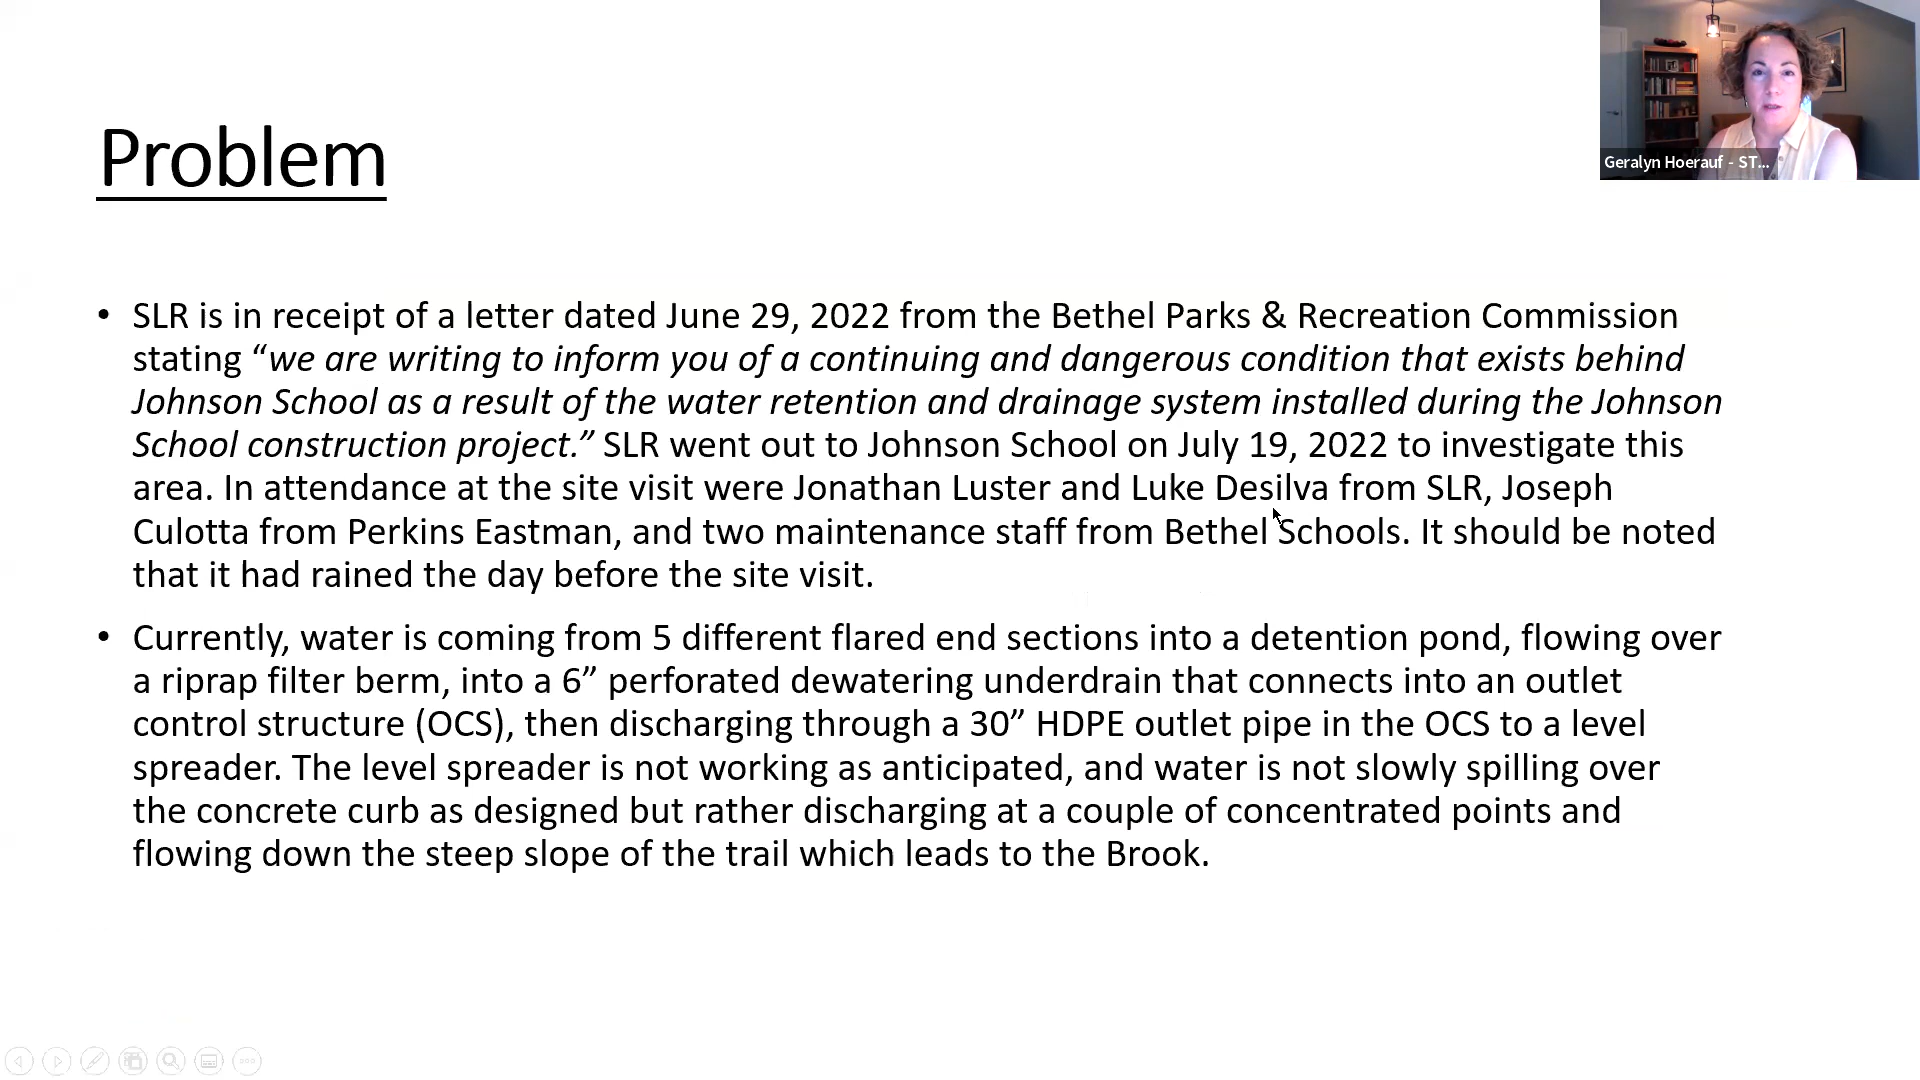 Geralyn Hoerauf - ST...
Problem
• SLR is in receipt of a letter dated June 29, 2022 from the Bethel Parks & Recreation Commission
stating “we are writing to inform you of a continuing and dangerous condition that exists behind
Johnson School as a result of the water retention and drainage system installed during the Johnson
School construction project.” SLR went out to Johnson School on July 19, 2022 to investigate this
area. In attendance at the site visit were Jonathan Luster and Luke Desilva from SLR, Joseph
Culotta from Perkins Eastman, and two maintenance staff from Bethel Schools. It should be noted
that it had rained the day before the site visit.
• Currently, water is coming from 5 different flared end sections into a detention pond, flowing over
a riprap filter berm, into a 6” perforated dewatering underdrain that connects into an outlet
control structure (OCS), then discharging through a 30” HDPE outlet pipe in the OCS to a level
spreader. The level spreader is not working as anticipated, and water is not slowly spilling over
the concrete curb as designed but rather discharging at a couple of concentrated points and
flowing down the steep slope of the trail which leads to the Brook.